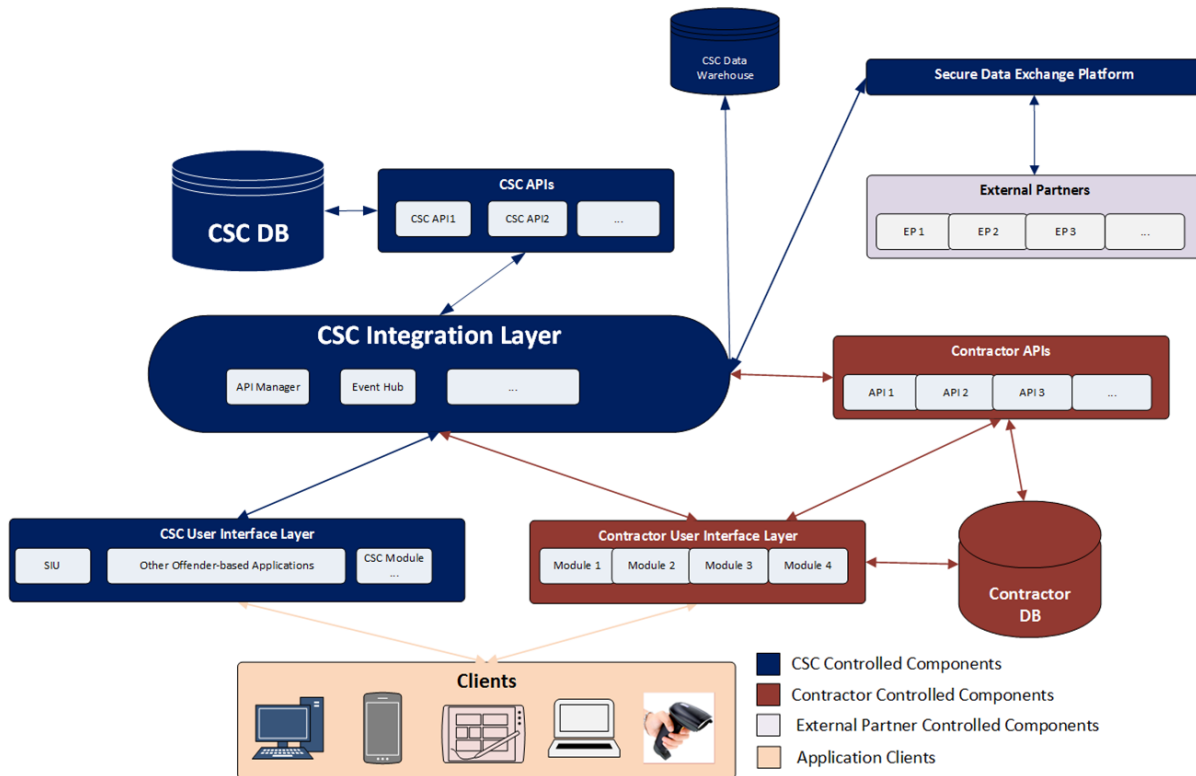 CSC Data
Warehouse
Secure Data Exchange Platform
CSC DB
CSC APIs
CSC API1
CSC API2
...
External Partners
EP 1
EP 2
EP 3
...
CSC Integration Layer
API Manager
Event Hub
...
Contractor APIs
API 1
API 2
API 3
...
CSC User Interface Layer
SIU
Other Offender-based Applications
CSC Module
...
Contractor User Interface Layer
Module 1
Module 2
Module 3
Module 4
Contractor
DB
Clients
CSC Controlled Components
Contractor Controlled Components
External Partner Controlled Components
Application Clients